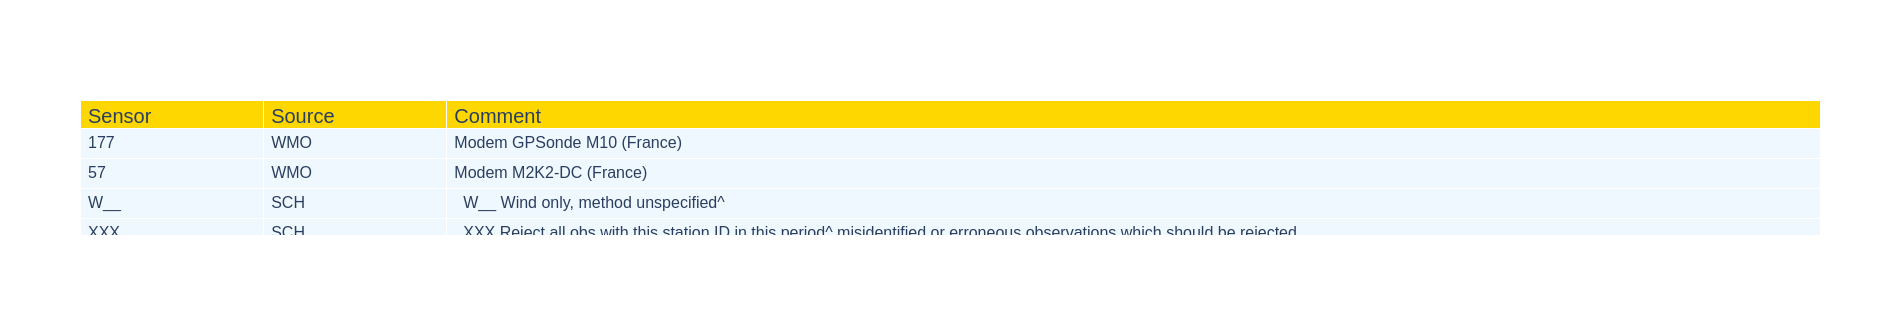 Sensor Source Comment
177 WMO Modem GPSonde M10 (France)
57 WMO Modem M2K2-DC (France)
W__ SCH W__ Wind only, method unspecified^
XXX SCH XXX Reject all obs with this station ID in this period^ misidentified or erroneous observations which should be rejected